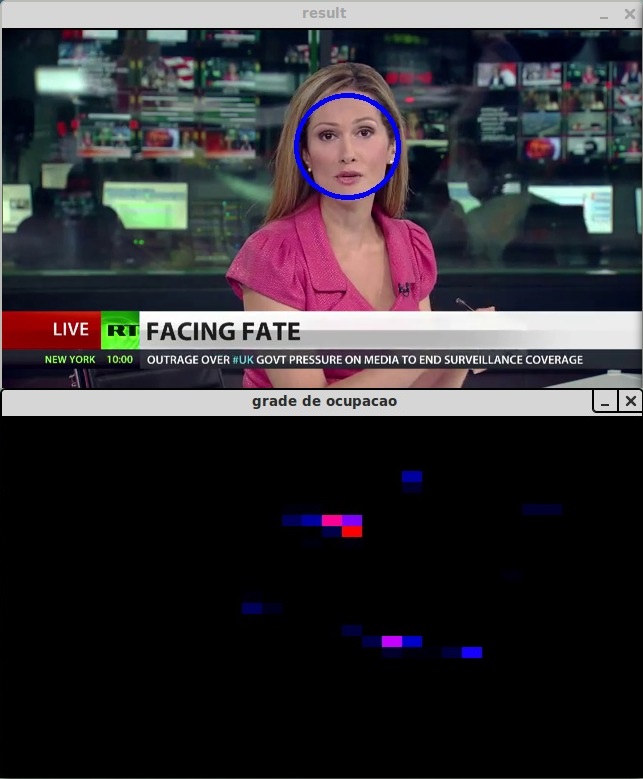 result
LIVE RT FACING FATE
NEW YORK 10:00 OUTRAGE OVER #UK GOVT PRESSURE ON MEDIA TO END SURVEILLANCE COVERAGE
grade de ocupacao